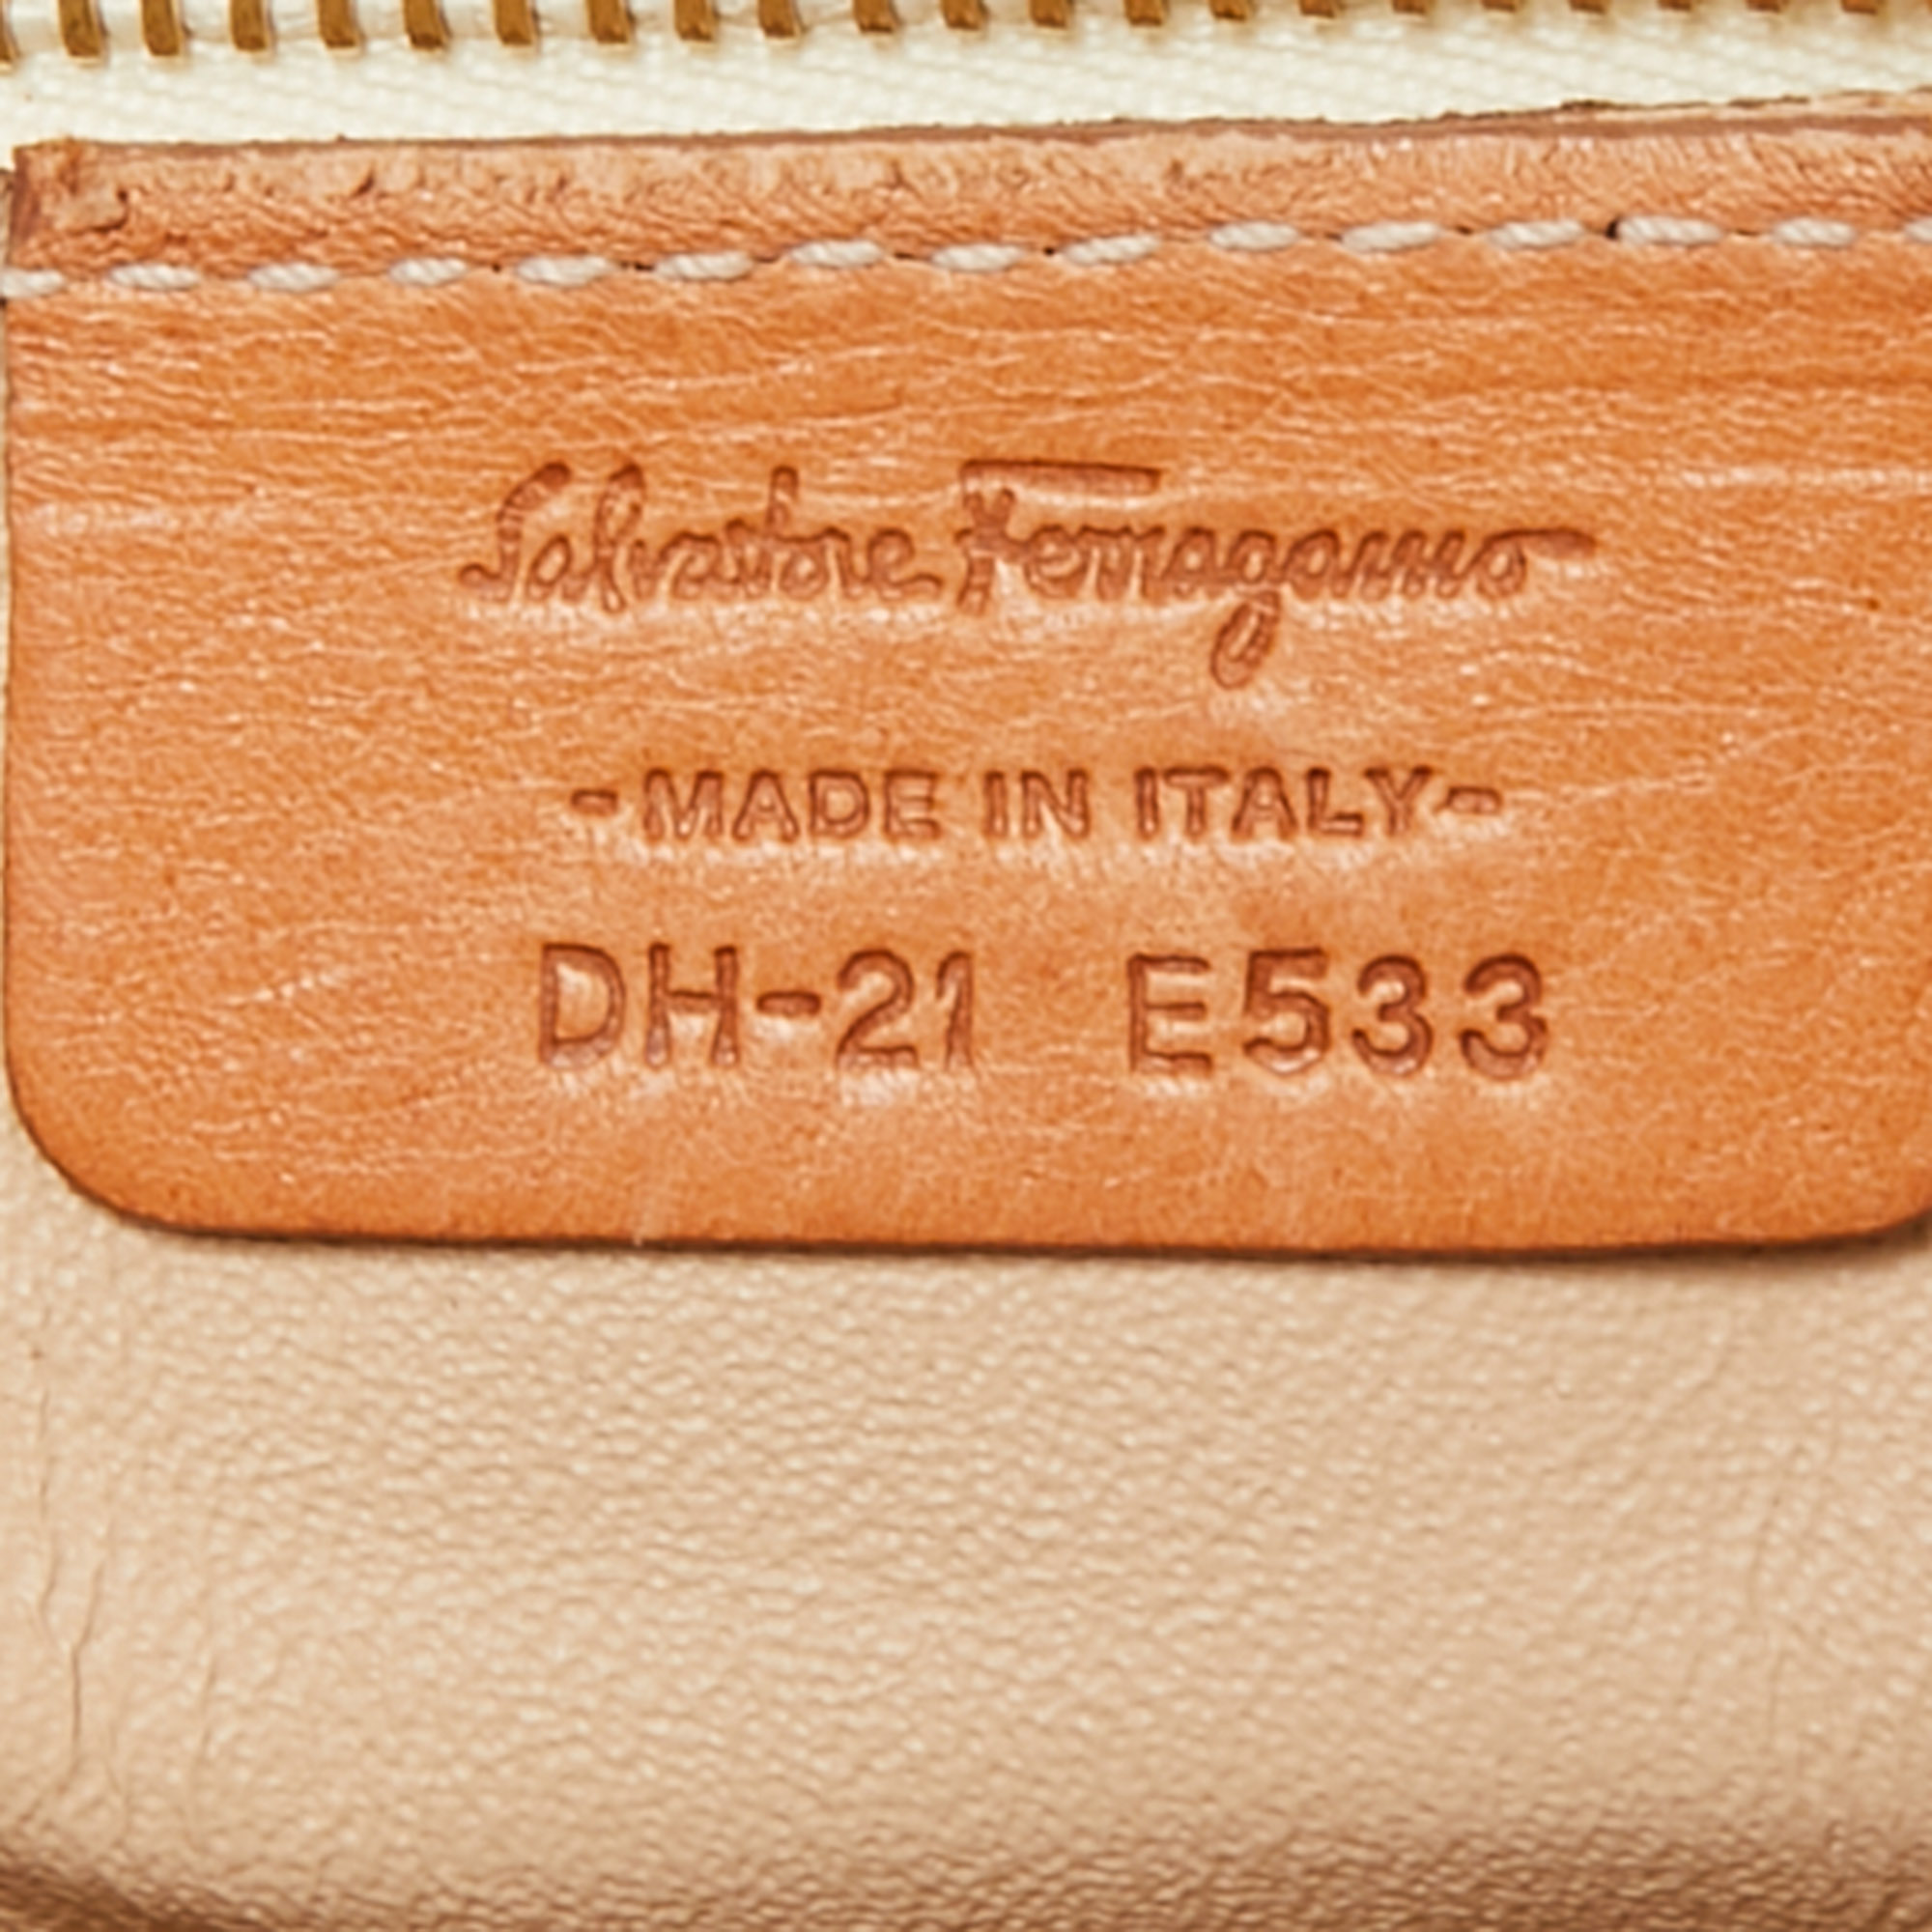 Salvatore Ferragamo
-MADE IN ITALY-
DH-21 E533